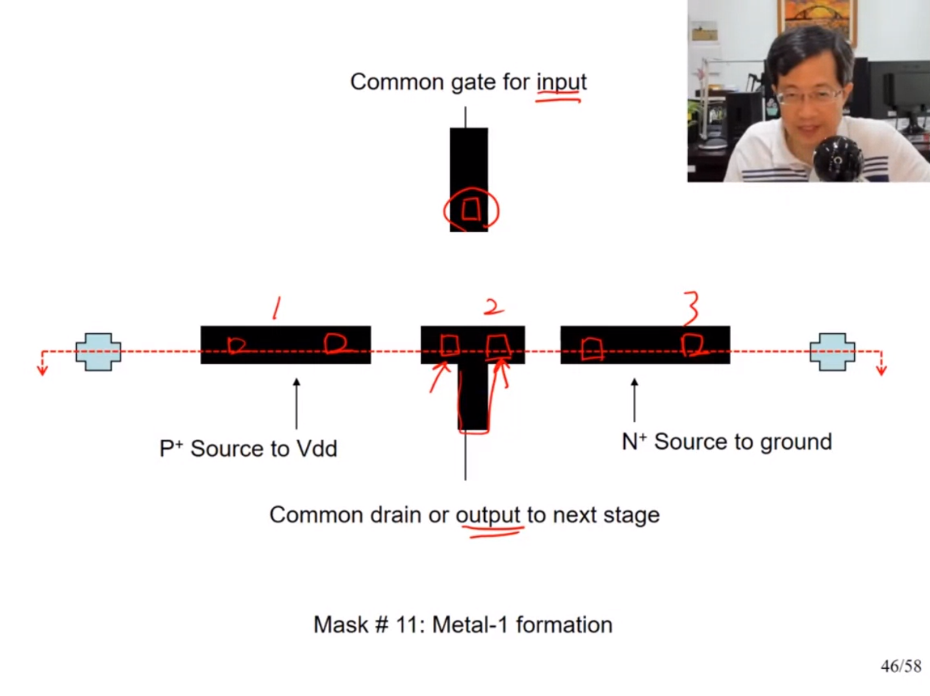 Common gate for input
1
2
3
P⁺ Source to Vdd
N⁺ Source to ground
Common drain or output to next stage
Mask # 11: Metal-1 formation
46/58